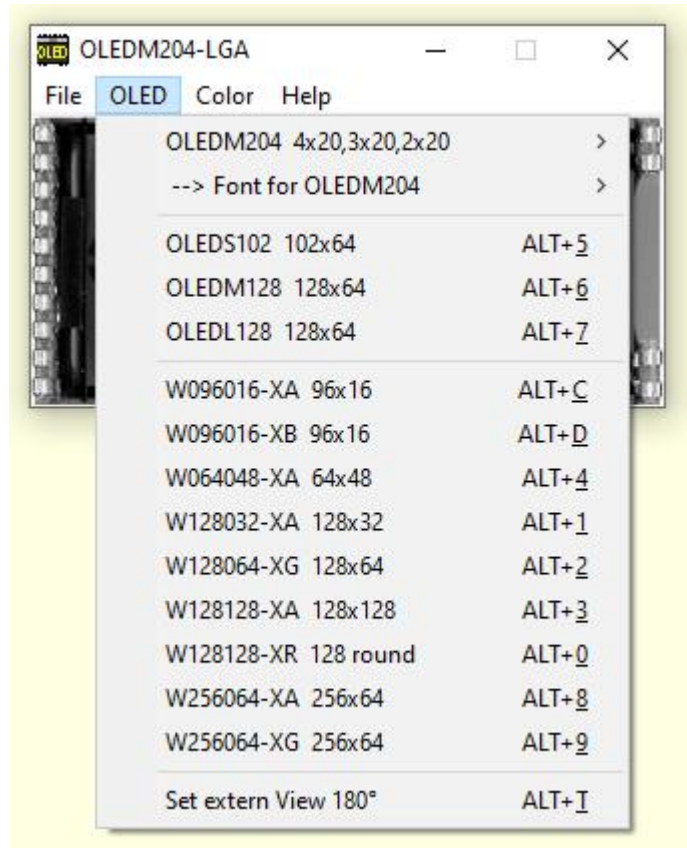 OLED OLEDM204-LGA
File OLED Color Help
OLEDM204 4x20,3x20,2x20 >
--> Font for OLEDM204 >
OLEDS102 102x64 ALT+5
OLEDM128 128x64 ALT+6
OLEDL128 128x64 ALT+7
W096016-XA 96x16 ALT+C
W096016-XB 96x16 ALT+D
W064048-XA 64x48 ALT+4
W128032-XA 128x32 ALT+1
W128064-XG 128x64 ALT+2
W128128-XA 128x128 ALT+3
W128128-XR 128 round ALT+0
W256064-XA 256x64 ALT+8
W256064-XG 256x64 ALT+9
Set extern View 180° ALT+T